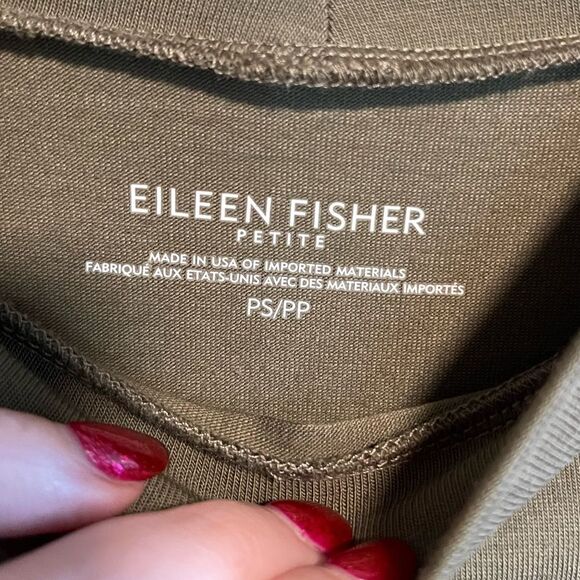 EILEEN FISHER
PETITE
MADE IN USA OF IMPORTED MATERIALS
FABRIQUÉ AUX ETATS-UNIS AVEC DES MATERIAUX IMPORTÉS
PS/PP